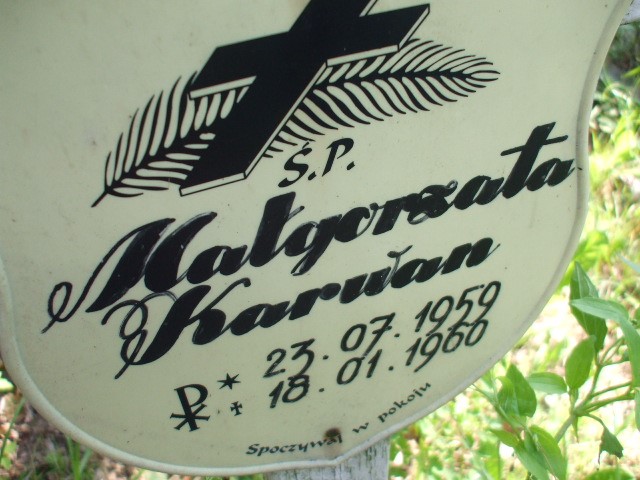 Ś.P.
Małgorzata
Karwan
* 23.07.1959
☧ + 18.01.1960
Spoczywaj w pokoju